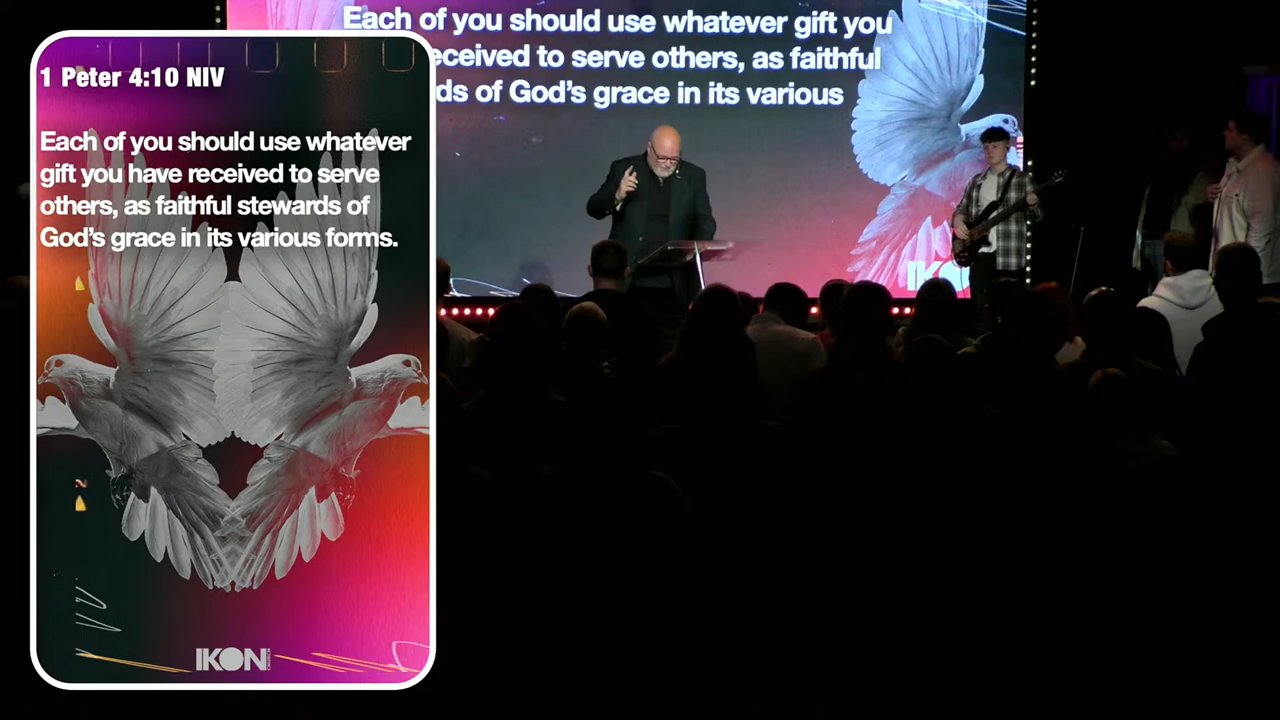 1 Peter 4:10 NIV
Each of you should use whatever
gift you have received to serve
others, as faithful stewards of
God's grace in its various forms.
IKON
CHURCH
Each of you should use whatever gift you
eceived to serve others, as faithful
ds of God's grace in its various
IKO